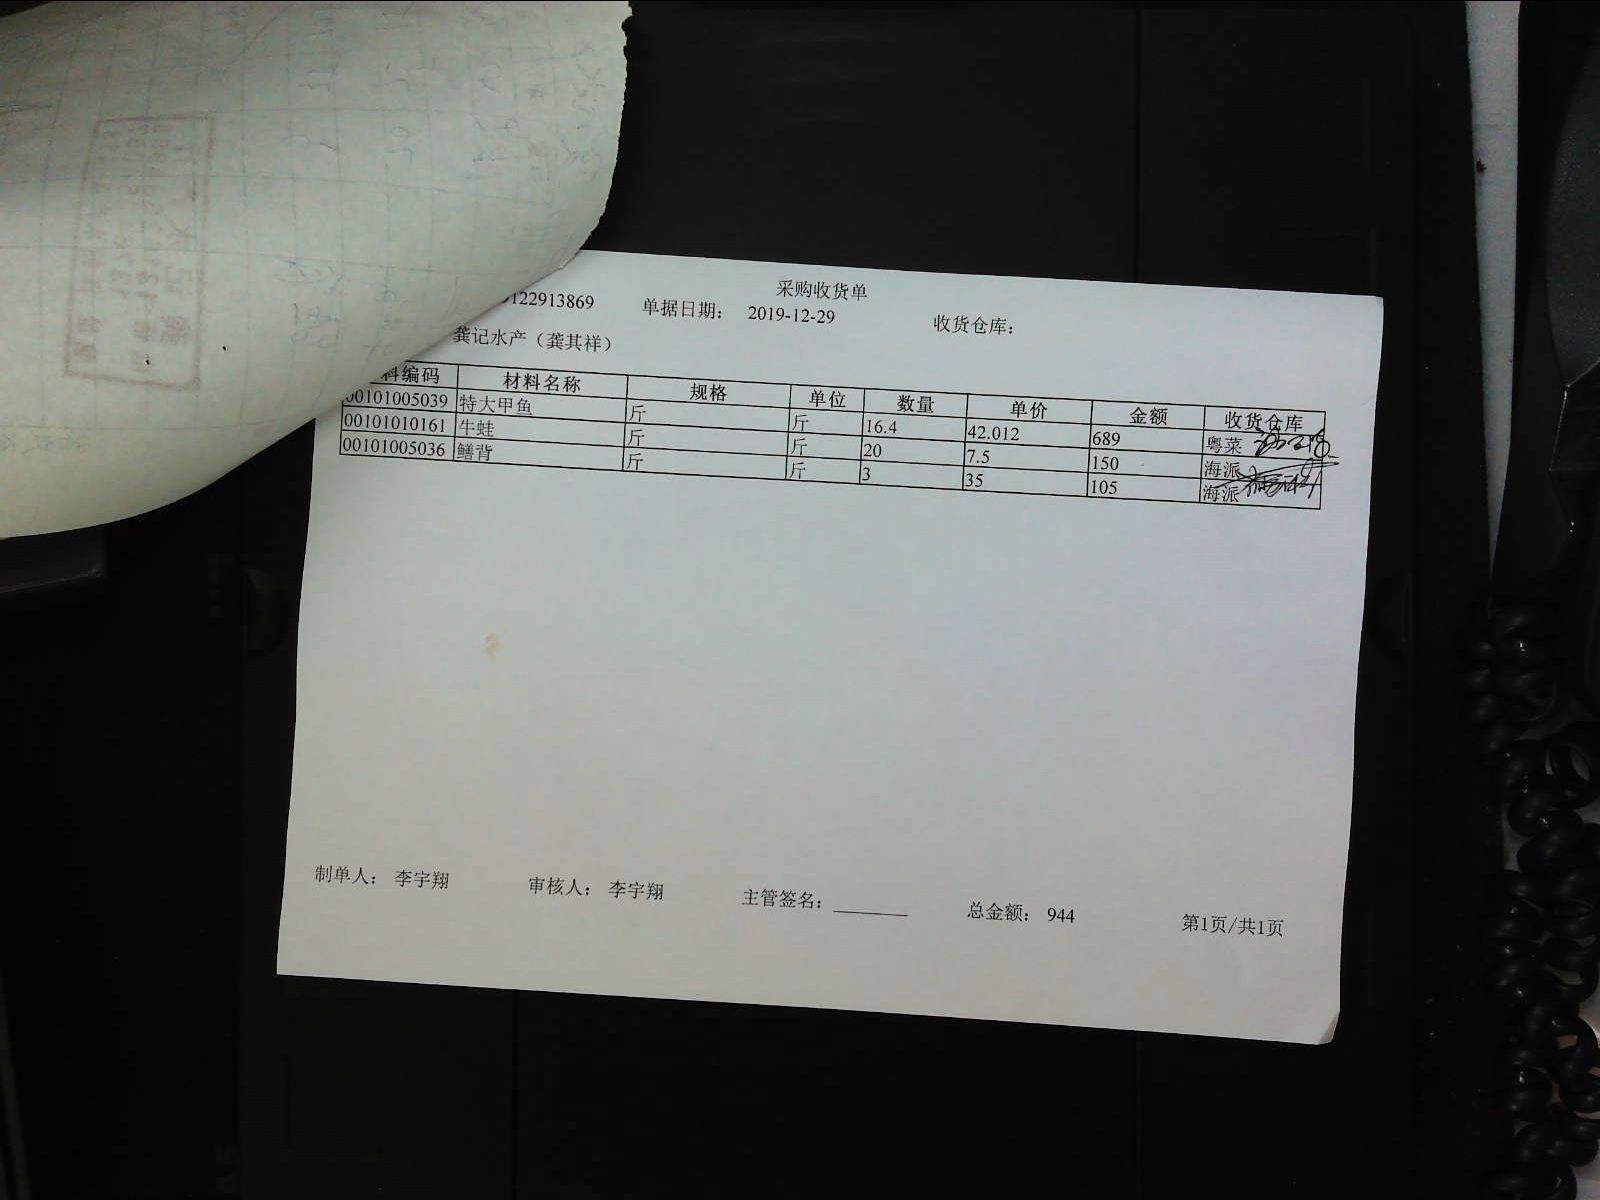 采购收货单
9122913869 单据日期: 2019-12-29 收货仓库:
龚记水产（龚其祥）
料编码 材料名称 规格 单位 数量 单价 金额 收货仓库
00101005039 特大甲鱼 斤 斤 16.4 42.012 689 粤菜
00101010161 牛蛙 斤 斤 20 7.5 150 海派
00101005036 鳝背 斤 斤 3 35 105 海派
制单人: 李宇翔 审核人: 李宇翔 主管签名: 总金额: 944 第1页/共1页